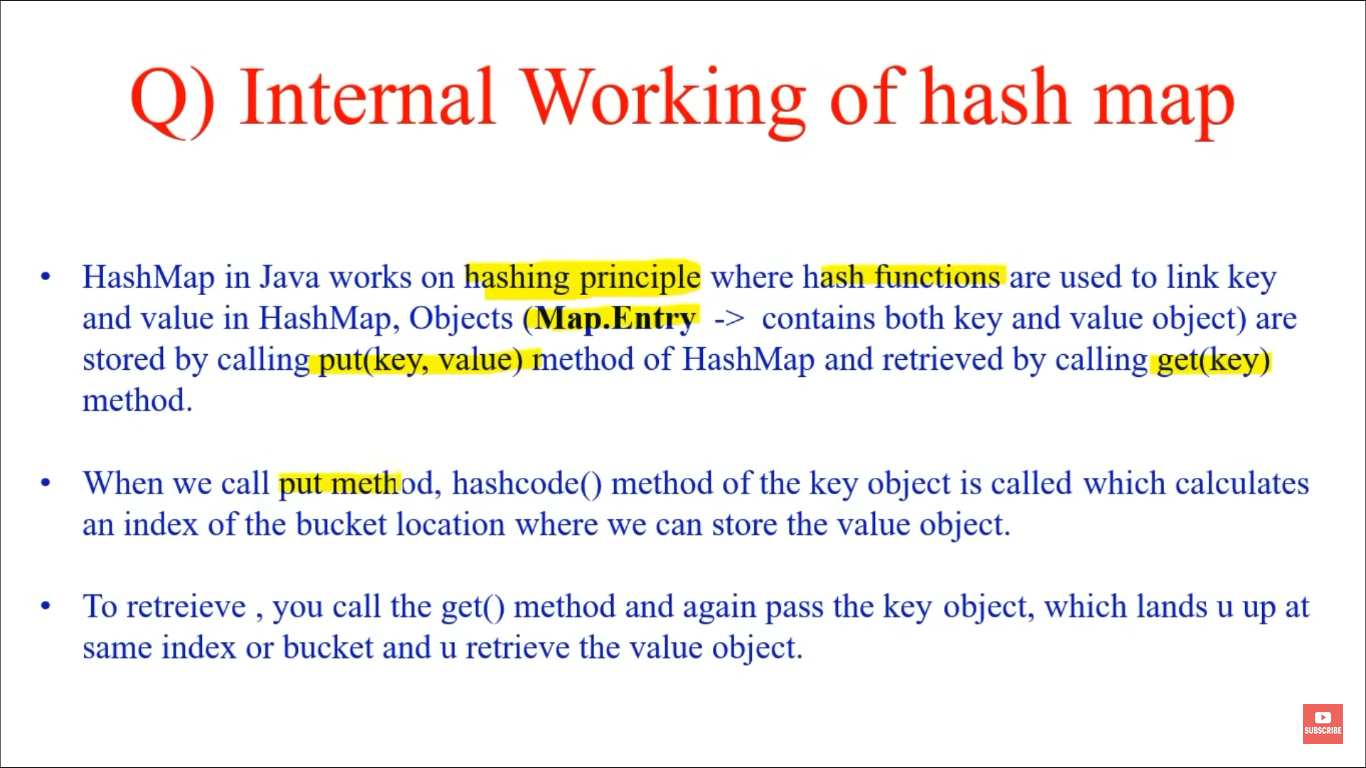 Q) Internal Working of hash map
• HashMap in Java works on hashing principle where hash functions are used to link key
and value in HashMap, Objects (Map.Entry -> contains both key and value object) are
stored by calling put(key, value) method of HashMap and retrieved by calling get(key)
method.
• When we call put method, hashcode() method of the key object is called which calculates
an index of the bucket location where we can store the value object.
• To retreieve , you call the get() method and again pass the key object, which lands u up at
same index or bucket and u retrieve the value object.
SUBSCRIBE